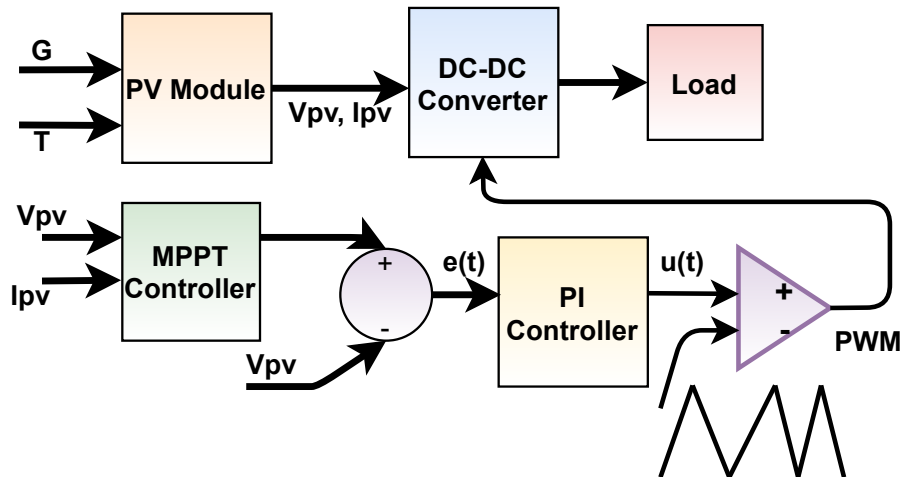 G
T
PV Module
Vpv, Ipv
DC-DC
Converter
Load
Vpv
Ipv
MPPT
Controller
+
-
Vpv
e(t)
PI
Controller
u(t)
+
-
PWM